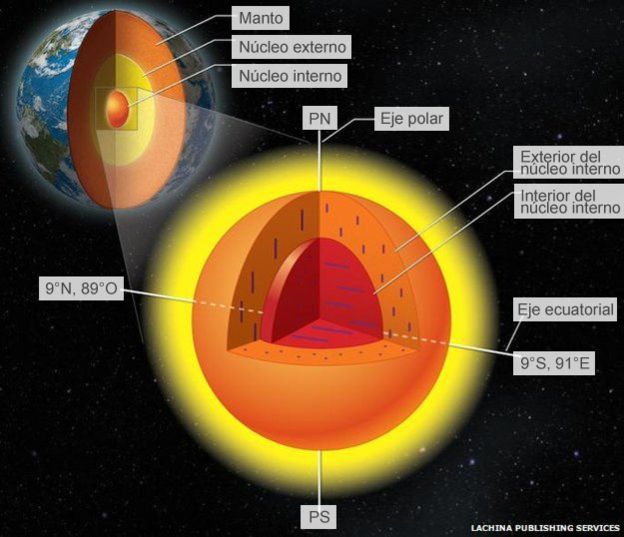 Manto
Núcleo externo
Núcleo interno
PN
Eje polar
Exterior del
núcleo interno
Interior del
núcleo interno
9°N, 89°O
Eje ecuatorial
9°S, 91°E
PS
LACHINA PUBLISHING SERVICES